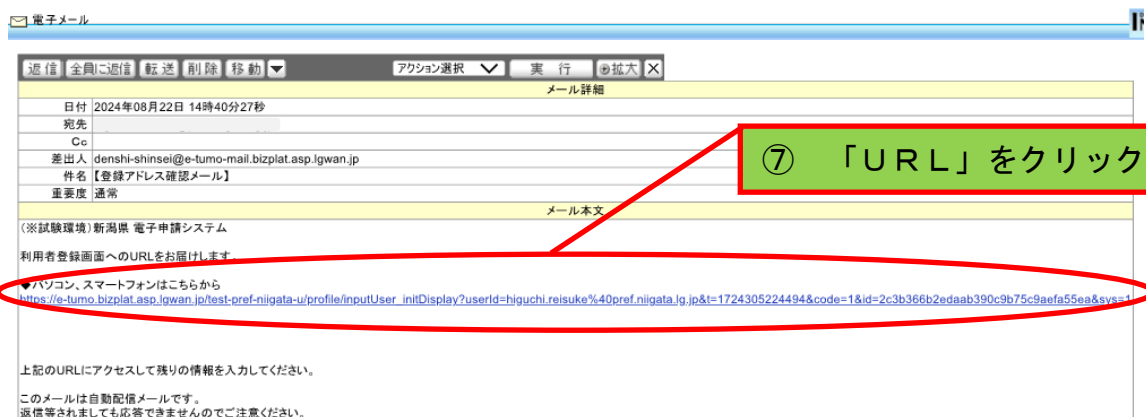 電子メール
返信 全員に返信 転送 削除 移動 アクション選択 実 行 拡大
メール詳細
日付 2024年08月22日 14時40分27秒
宛先
Cc
差出人 denshi-shinsei@e-tumo-mail.bizplat.asp.lgwan.jp
件名 【登録アドレス確認メール】
重要度 通常
⑦ 「URL」をクリック
メール本文
(※試験環境)新潟県 電子申請システム
利用者登録画面へのURLをお届けします。
◆パソコン、スマートフォンはこちらから
https://e-tumo.bizplat.asp.lgwan.jp/test-pref-niigata-u/profile/inputUser_initDisplay?userId=higuchi.reisuke%40pref.niigata.lg.jp&t=1724305224494&code=1&id=2c3b366b2edaab390c9b75c9aefa55ea&sys=1
上記のURLにアクセスして残りの情報を入力してください。
このメールは自動配信メールです。
返信等されましても応答できませんのでご注意ください。